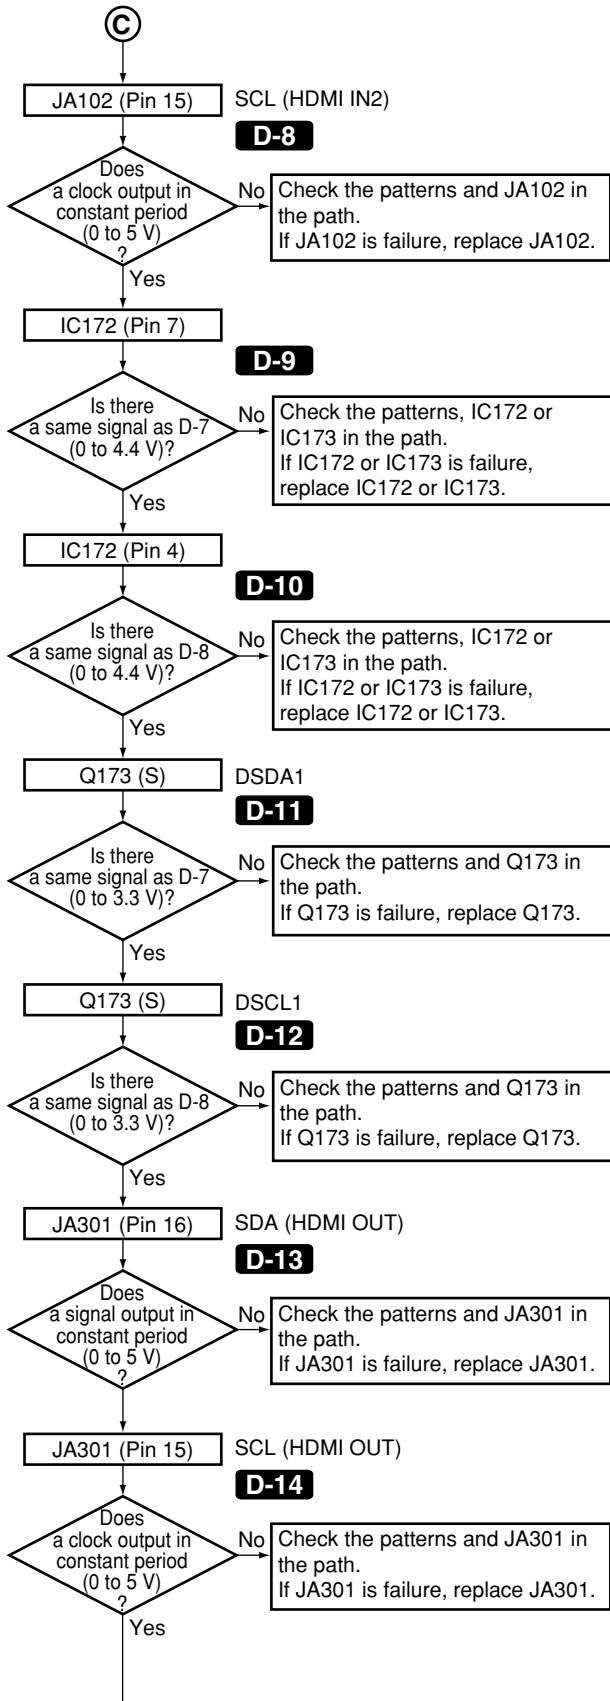 C
JA102 (Pin 15)
SCL (HDMI IN2)
D-8
Does
a clock output in
constant period
(0 to 5 V)
?
No
Check the patterns and JA102 in
the path.
If JA102 is failure, replace JA102.
Yes
IC172 (Pin 7)
D-9
Is there
a same signal as D-7
(0 to 4.4 V)?
No
Check the patterns, IC172 or
IC173 in the path.
If IC172 or IC173 is failure,
replace IC172 or IC173.
Yes
IC172 (Pin 4)
D-10
Is there
a same signal as D-8
(0 to 4.4 V)?
No
Check the patterns, IC172 or
IC173 in the path.
If IC172 or IC173 is failure,
replace IC172 or IC173.
Yes
Q173 (S)
DSDA1
D-11
Is there
a same signal as D-7
(0 to 3.3 V)?
No
Check the patterns and Q173 in
the path.
If Q173 is failure, replace Q173.
Yes
Q173 (S)
DSCL1
D-12
Is there
a same signal as D-8
(0 to 3.3 V)?
No
Check the patterns and Q173 in
the path.
If Q173 is failure, replace Q173.
Yes
JA301 (Pin 16)
SDA (HDMI OUT)
D-13
Does
a signal output in
constant period
(0 to 5 V)
?
No
Check the patterns and JA301 in
the path.
If JA301 is failure, replace JA301.
JA301 (Pin 15)
SCL (HDMI OUT)
D-14
Does
a clock output in
constant period
(0 to 5 V)
?
No
Check the patterns and JA301 in
the path.
If JA301 is failure, replace JA301.
Yes